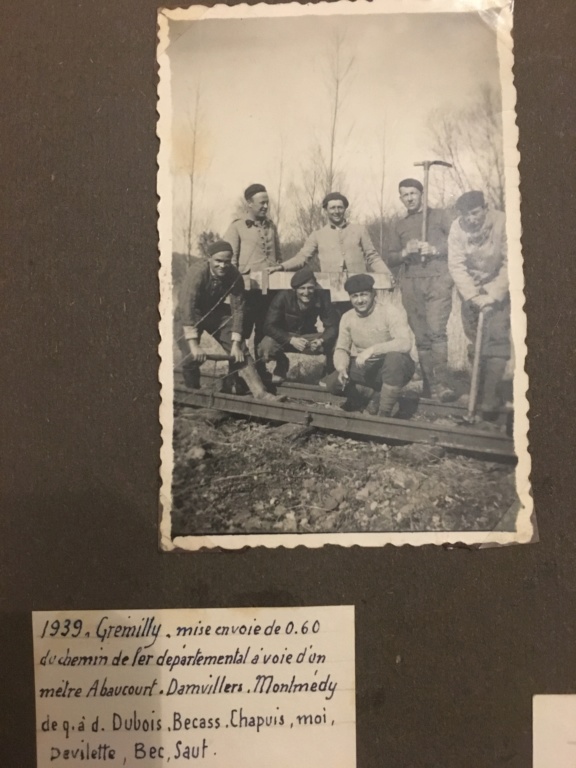 1939. Gremilly. mise en voie de 0.60
du chemin de fer départemental à voie d'un
mètre Abaucourt. Damvillers. Montmédy
de g. à d. Dubois. Becass. Chapuis, moi,
Devilette, Bec, Saut.